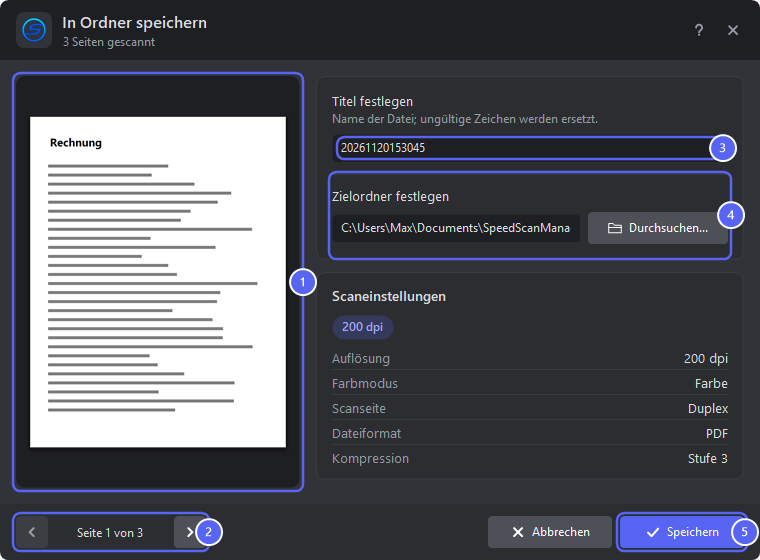 In Ordner speichern
3 Seiten gescannt
?
Rechnung
1
Seite 1 von 3
2
Titel festlegen
Name der Datei; ungültige Zeichen werden ersetzt.
20261120153045
3
Zielordner festlegen
4
C:\Users\Max\Documents\SpeedScanMana
Durchsuchen...
Scaneinstellungen
200 dpi
Auflösung 200 dpi
Farbmodus Farbe
Scanseite Duplex
Dateiformat PDF
Kompression Stufe 3
Abbrechen
Speichern
5